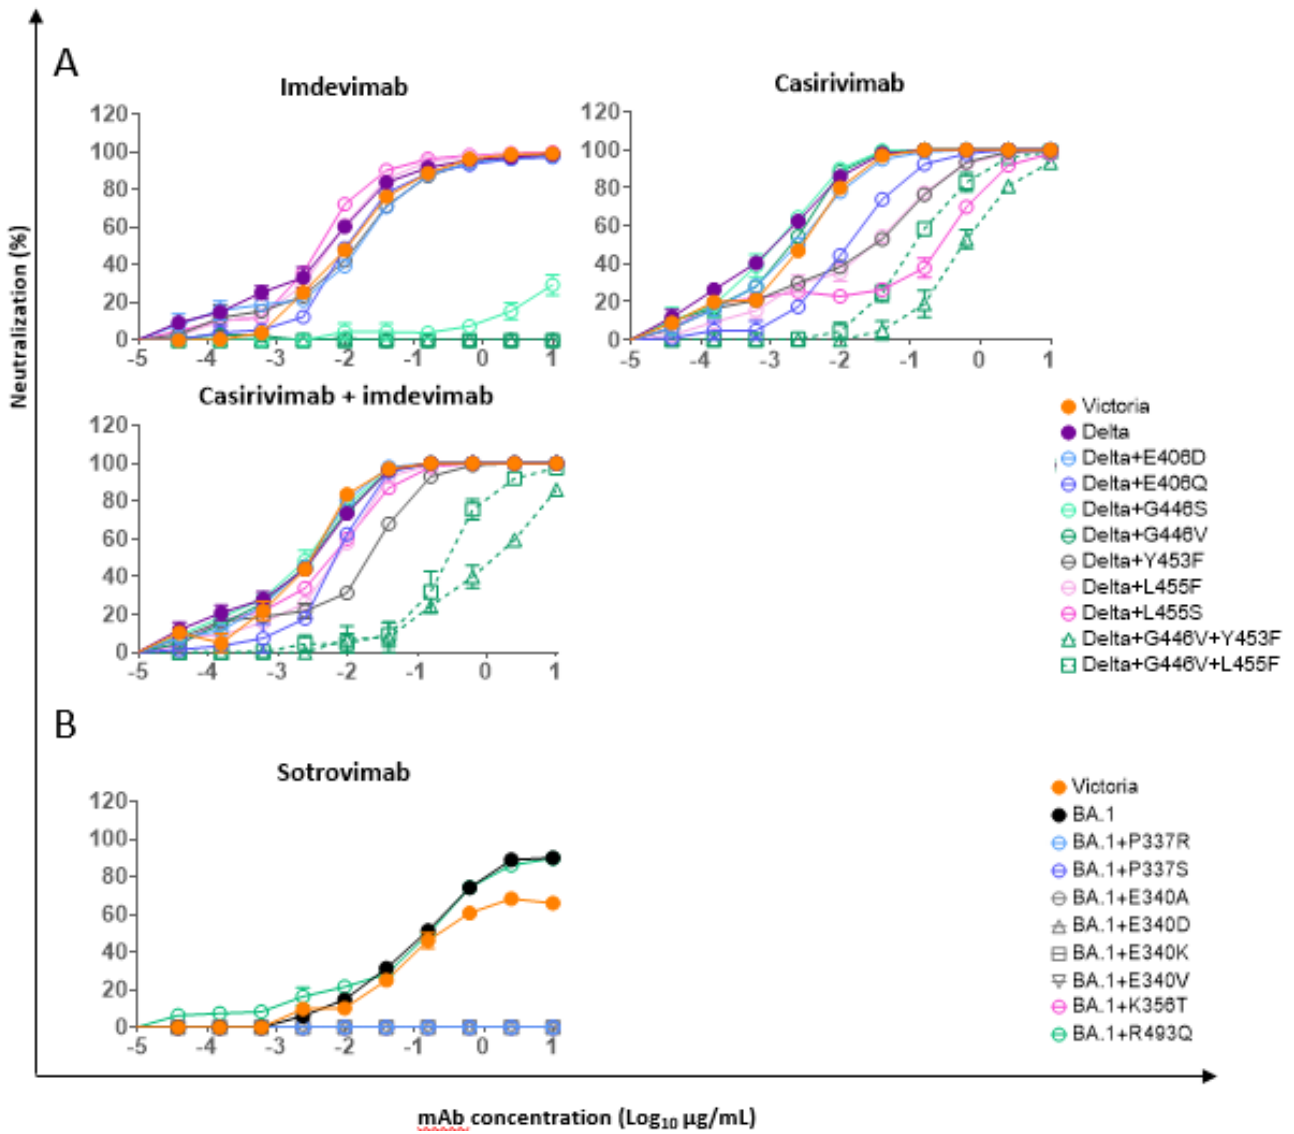 A
Imdevimab
120
100
80
60
40
20
0
-5 -4 -3 -2 -1 0 1
Casirivimab
120
100
80
60
40
20
0
-5 -4 -3 -2 -1 0 1
Casirivimab + imdevimab
120
100
80
60
40
20
0
-5 -4 -3 -2 -1 0 1
Victoria
Delta
Delta+E406D
Delta+E406Q
Delta+G446S
Delta+G446V
Delta+Y453F
Delta+L455F
Delta+L455S
Delta+G446V+Y453F
Delta+G446V+L455F
Neutralization (%)
B
Sotrovimab
120
100
80
60
40
20
0
-5 -4 -3 -2 -1 0 1
Victoria
BA.1
BA.1+P337R
BA.1+P337S
BA.1+E340A
BA.1+E340D
BA.1+E340K
BA.1+E340V
BA.1+K356T
BA.1+R493Q
mAb concentration (Log₁₀ µg/mL)